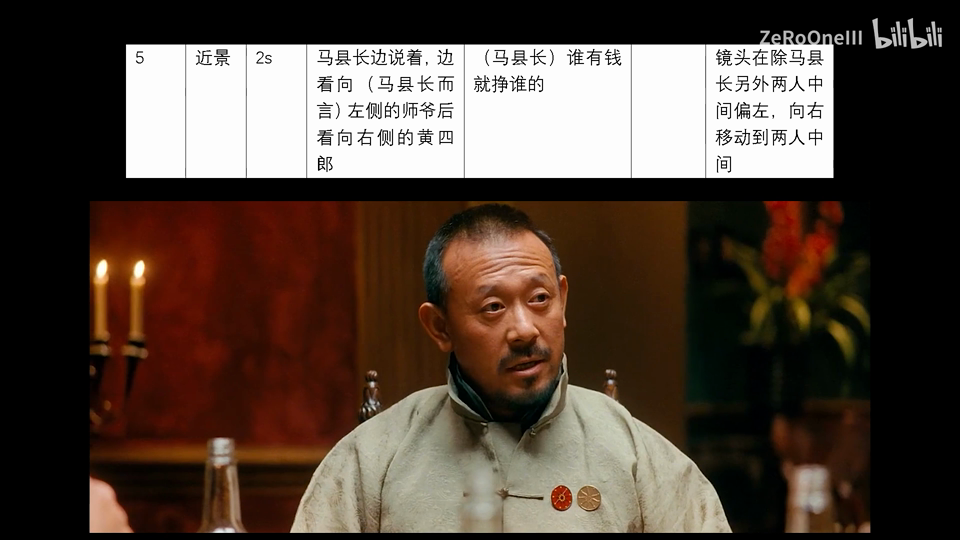 ZeRoOneIII bilibili
5
近景
2s
马县长边说着，边
看向（马县长而
言）左侧的师爷后
看向右侧的黄四
郎
（马县长）谁有钱
就挣谁的
镜头在除马县
长另外两人中
间偏左，向右
移动到两人中
间